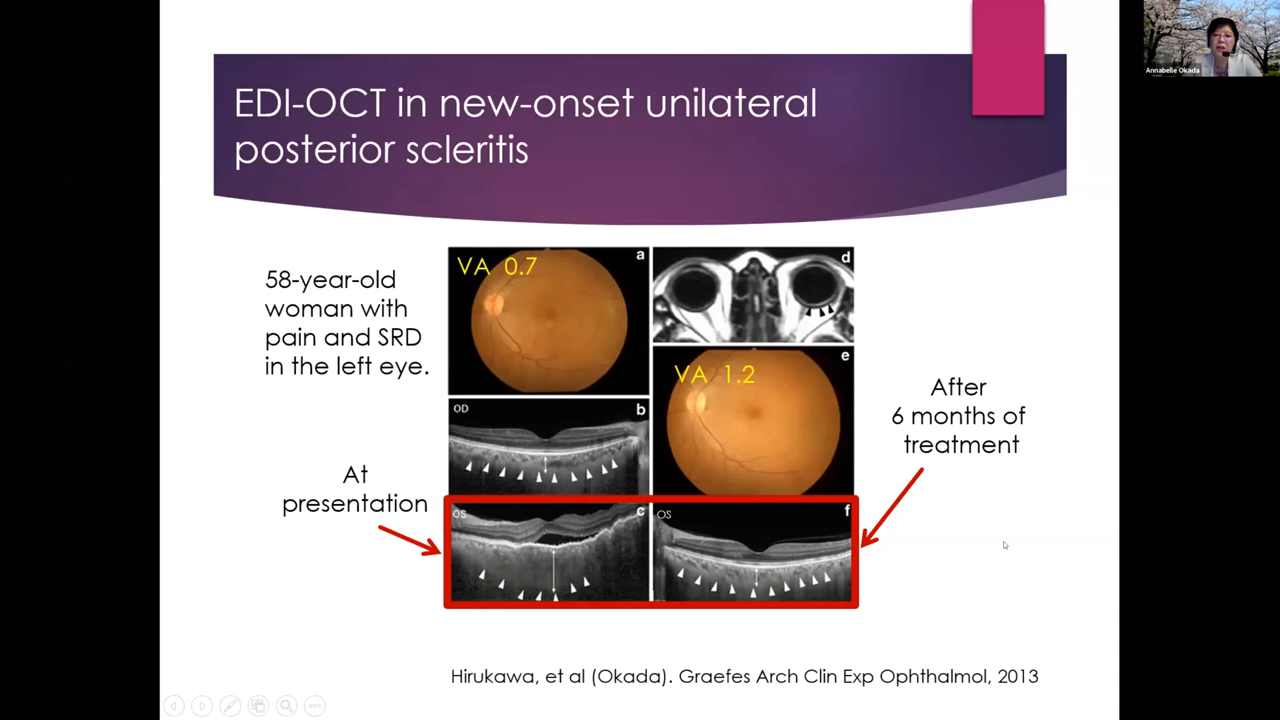 EDI-OCT in new-onset unilateral
posterior scleritis
Annabelle Okada
58-year-old
woman with
pain and SRD
in the left eye.
VA 0.7
a
d
OD
b
VA 1.2
e
At
presentation
After
6 months of
treatment
OS
c
OS
f
Hirukawa, et al (Okada). Graefes Arch Clin Exp Ophthalmol, 2013